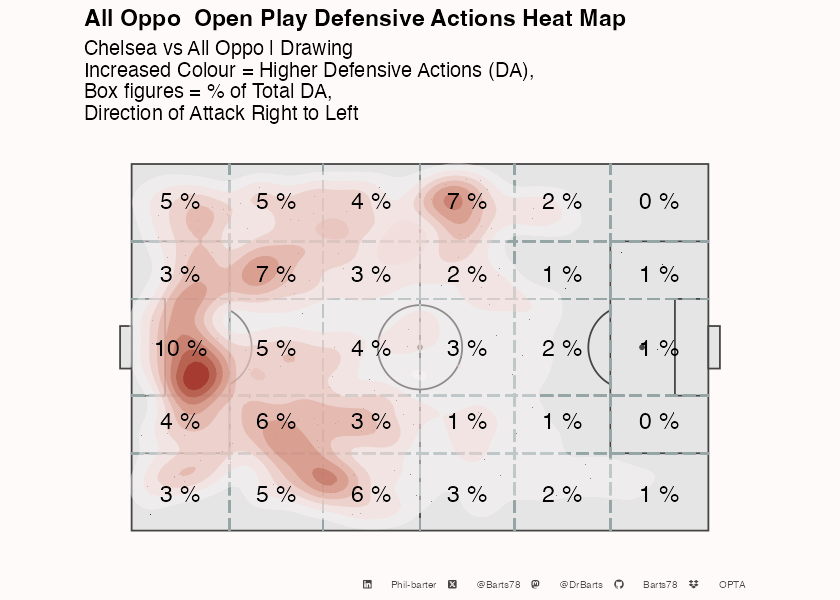 All Oppo  Open Play Defensive Actions Heat Map
Chelsea vs All Oppo | Drawing
Increased Colour = Higher Defensive Actions (DA),
Box figures = % of Total DA,
Direction of Attack Right to Left
5 % 5 % 4 % 7 % 2 % 0 %
3 % 7 % 3 % 2 % 1 % 1 %
10 % 5 % 4 % 3 % 2 % 1 %
4 % 6 % 3 % 1 % 1 % 0 %
3 % 5 % 6 % 3 % 2 % 1 %
Phil-barter @Barts78 @DrBarts Barts78 OPTA